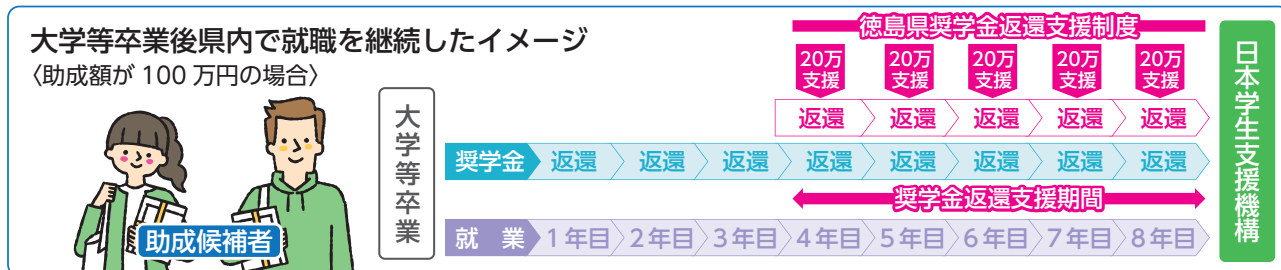 大学等卒業後県内で就職を継続したイメージ
〈助成額が 100 万円の場合〉
助成候補者
大学等卒業
徳島県奨学金返還支援制度
20万支援 20万支援 20万支援 20万支援 20万支援
返還 返還 返還 返還 返還
奨学金 返還 返還 返還 返還 返還 返還 返還 返還
奨学金返還支援期間
就 業 1年目 2年目 3年目 4年目 5年目 6年目 7年目 8年目
日本学生支援機構